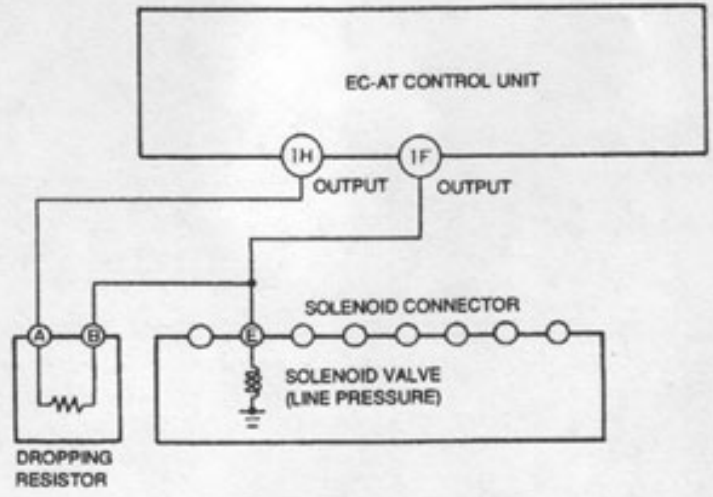 EC-AT CONTROL UNIT
1H
1F
OUTPUT
OUTPUT
SOLENOID CONNECTOR
A
B
E
SOLENOID VALVE
(LINE PRESSURE)
DROPPING
RESISTOR